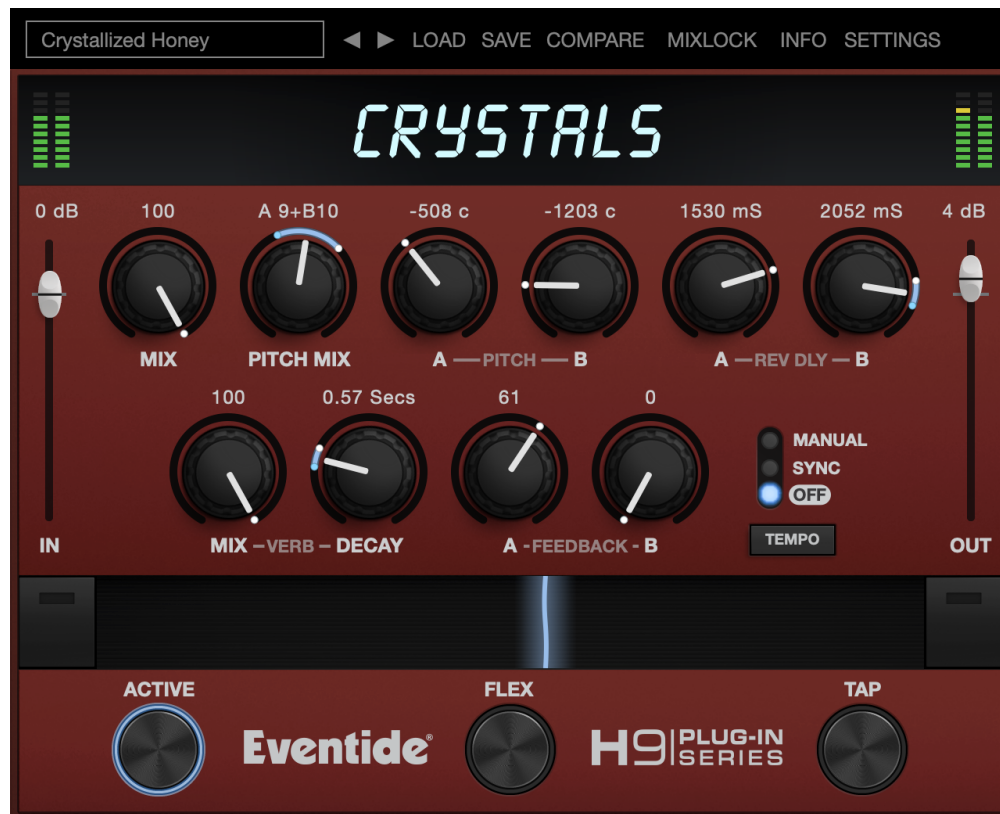 Crystallized Honey LOAD SAVE COMPARE MIXLOCK INFO SETTINGS
CRYSTALS
0 dB 100 A 9+B10 -508 c -1203 c 1530 mS 2052 mS 4 dB
MIX PITCH MIX A PITCH B A REV DLY B
100 0.57 Secs 61 0
MANUAL
SYNC
OFF
TEMPO
IN MIX -VERB- DECAY A -FEEDBACK- B OUT
ACTIVE FLEX TAP
Eventide® H9 PLUG-IN
SERIES